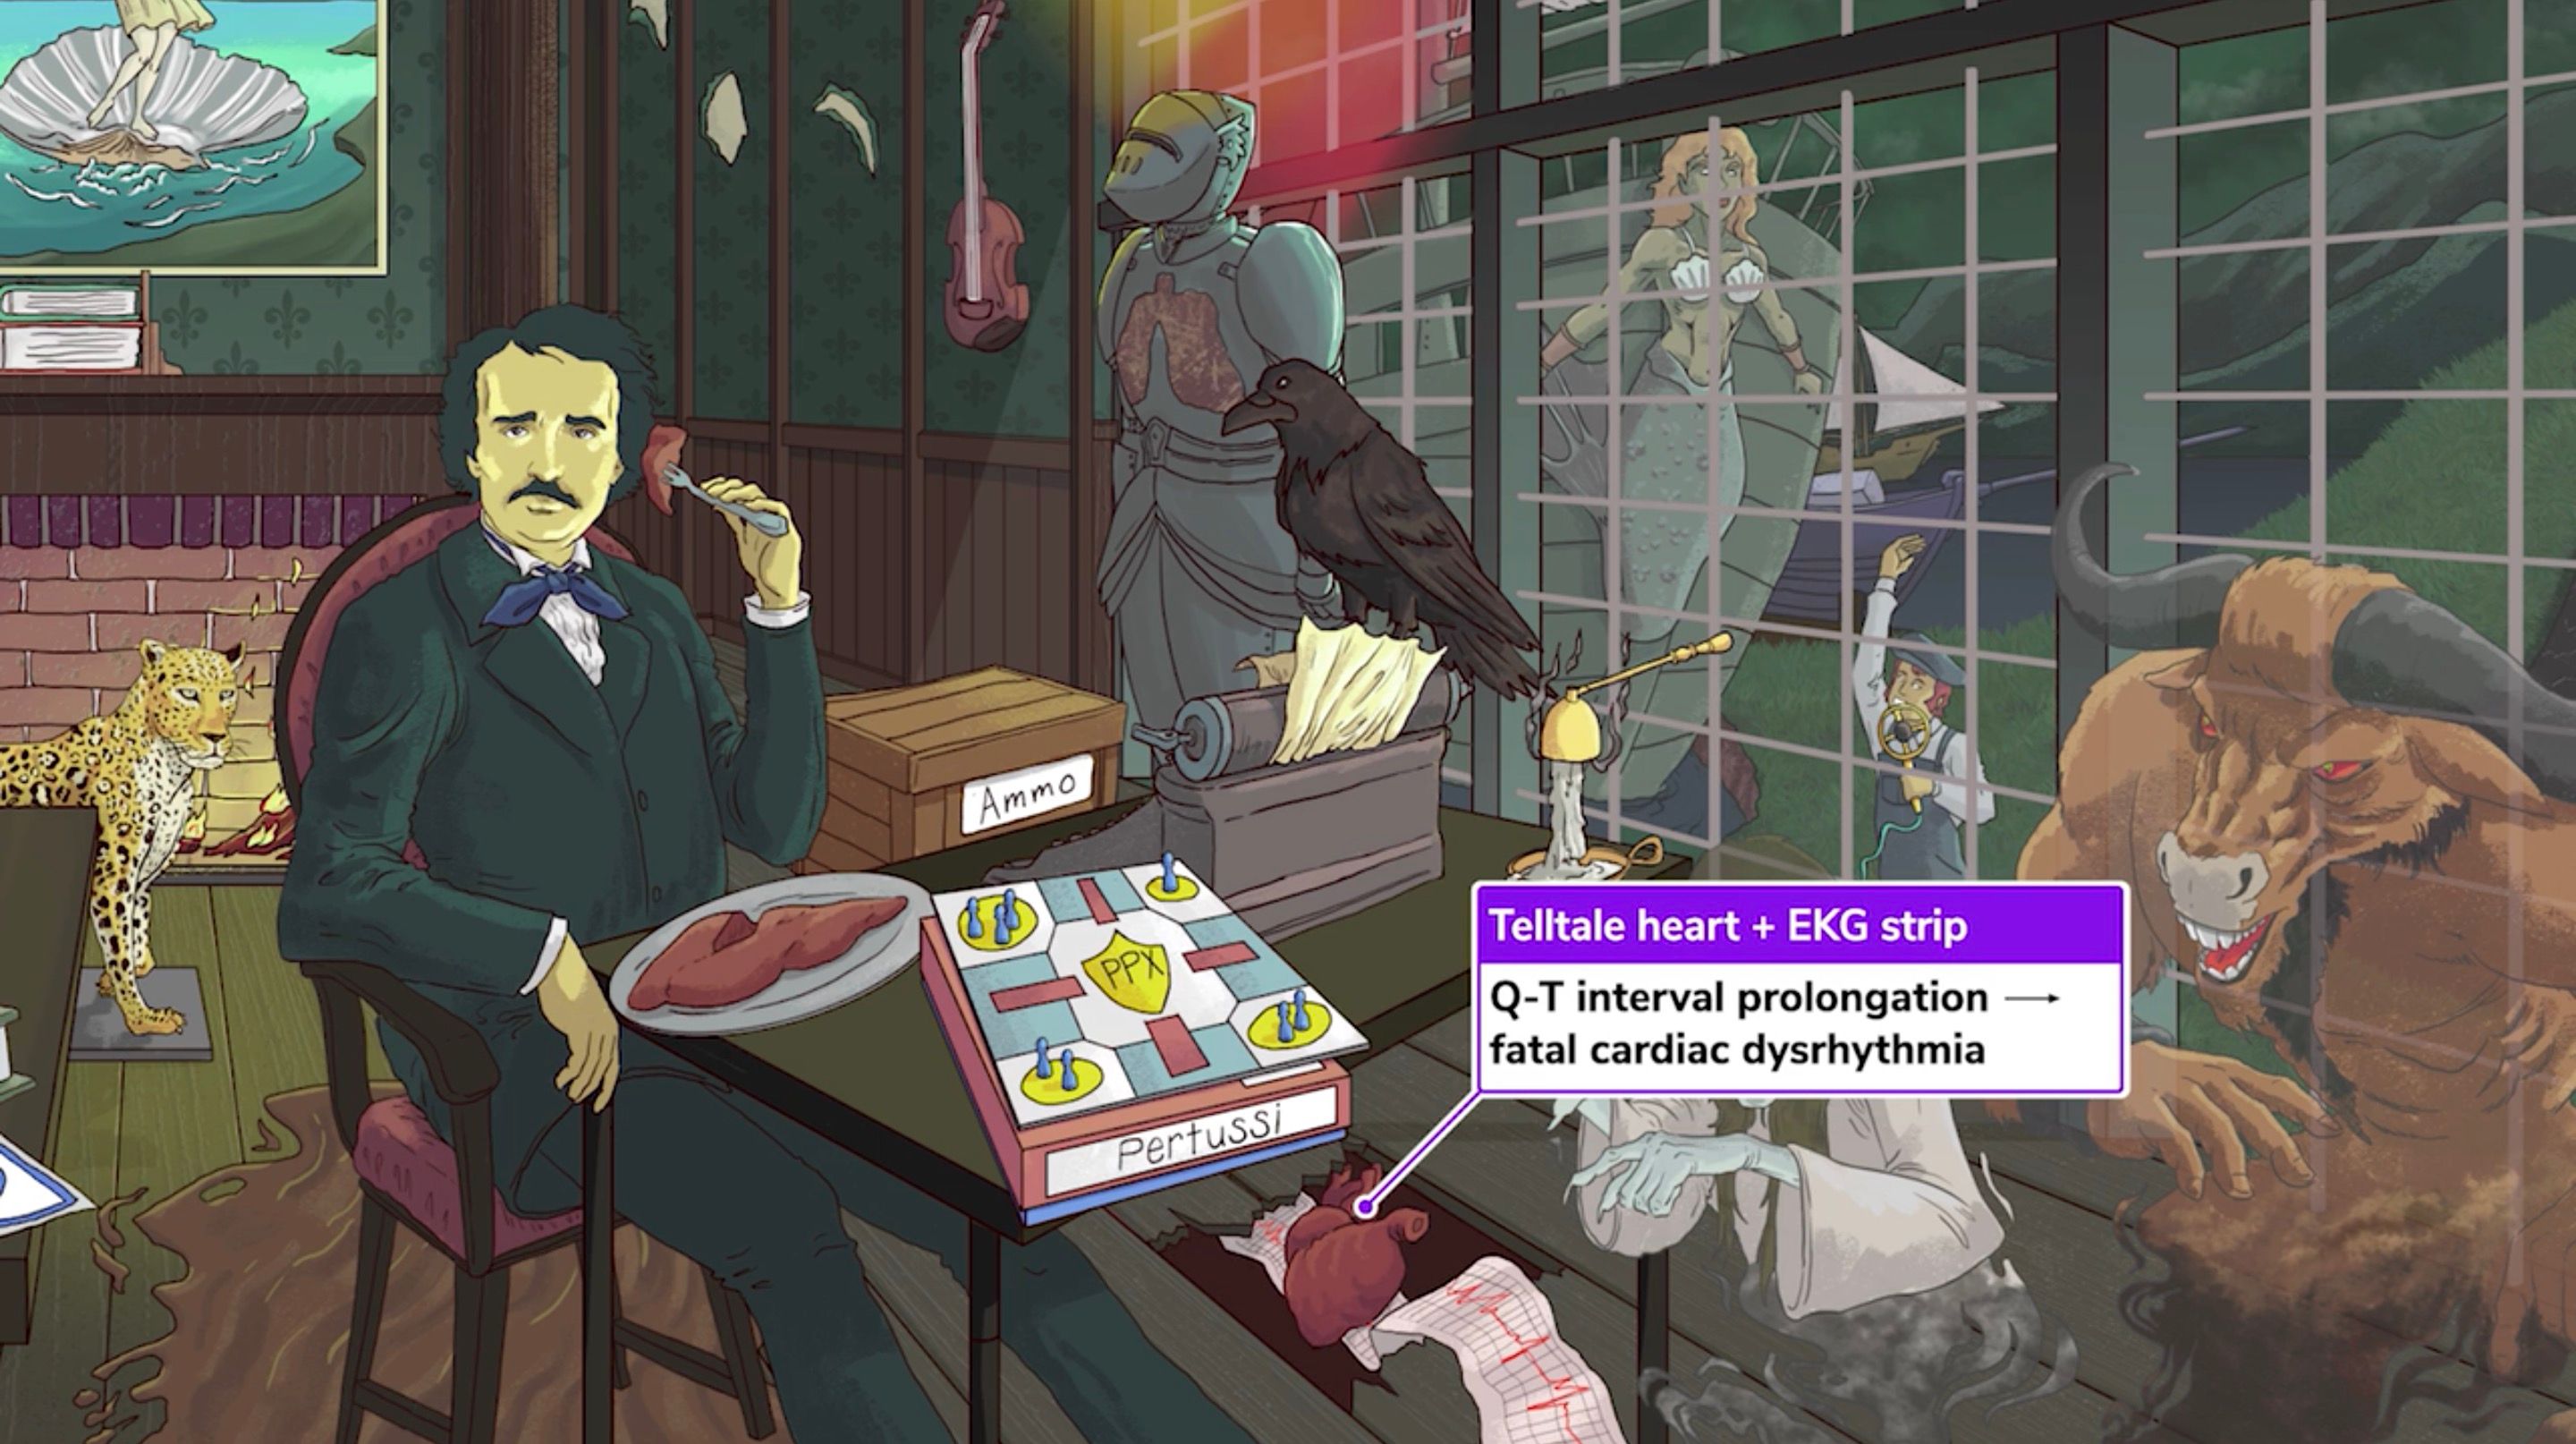 Ammo
PPX
Pertussi
Telltale heart + EKG strip
Q-T interval prolongation →
fatal cardiac dysrhythmia